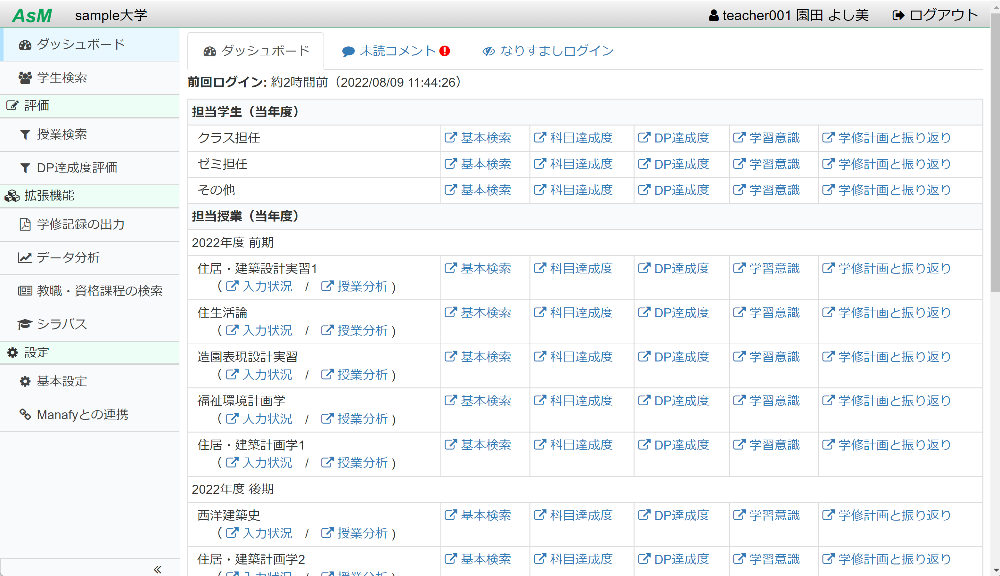 AsM sample大学 teacher001 園田 よし美 ログアウト
ダッシュボード
学生検索
評価
授業検索
DP達成度評価
拡張機能
学修記録の出力
データ分析
教職・資格課程の検索
シラバス
設定
基本設定
Manafyとの連携
ダッシュボード 未読コメント なりすましログイン
前回ログイン: 約2時間前（2022/08/09 11:44:26）
担当学生（当年度）
クラス担任 基本検索 科目達成度 DP達成度 学習意識 学修計画と振り返り
ゼミ担任 基本検索 科目達成度 DP達成度 学習意識 学修計画と振り返り
その他 基本検索 科目達成度 DP達成度 学習意識 学修計画と振り返り
担当授業（当年度）
2022年度 前期
住居・建築設計実習1 基本検索 科目達成度 DP達成度 学習意識 学修計画と振り返り
（ 入力状況 / 授業分析 ）
住生活論 基本検索 科目達成度 DP達成度 学習意識 学修計画と振り返り
（ 入力状況 / 授業分析 ）
造園表現設計実習 基本検索 科目達成度 DP達成度 学習意識 学修計画と振り返り
（ 入力状況 / 授業分析 ）
福祉環境計画学 基本検索 科目達成度 DP達成度 学習意識 学修計画と振り返り
（ 入力状況 / 授業分析 ）
住居・建築計画学1 基本検索 科目達成度 DP達成度 学習意識 学修計画と振り返り
（ 入力状況 / 授業分析 ）
2022年度 後期
西洋建築史 基本検索 科目達成度 DP達成度 学習意識 学修計画と振り返り
（ 入力状況 / 授業分析 ）
住居・建築計画学2 基本検索 科目達成度 DP達成度 学習意識 学修計画と振り返り
（ 入力状況 / 授業分析 ）